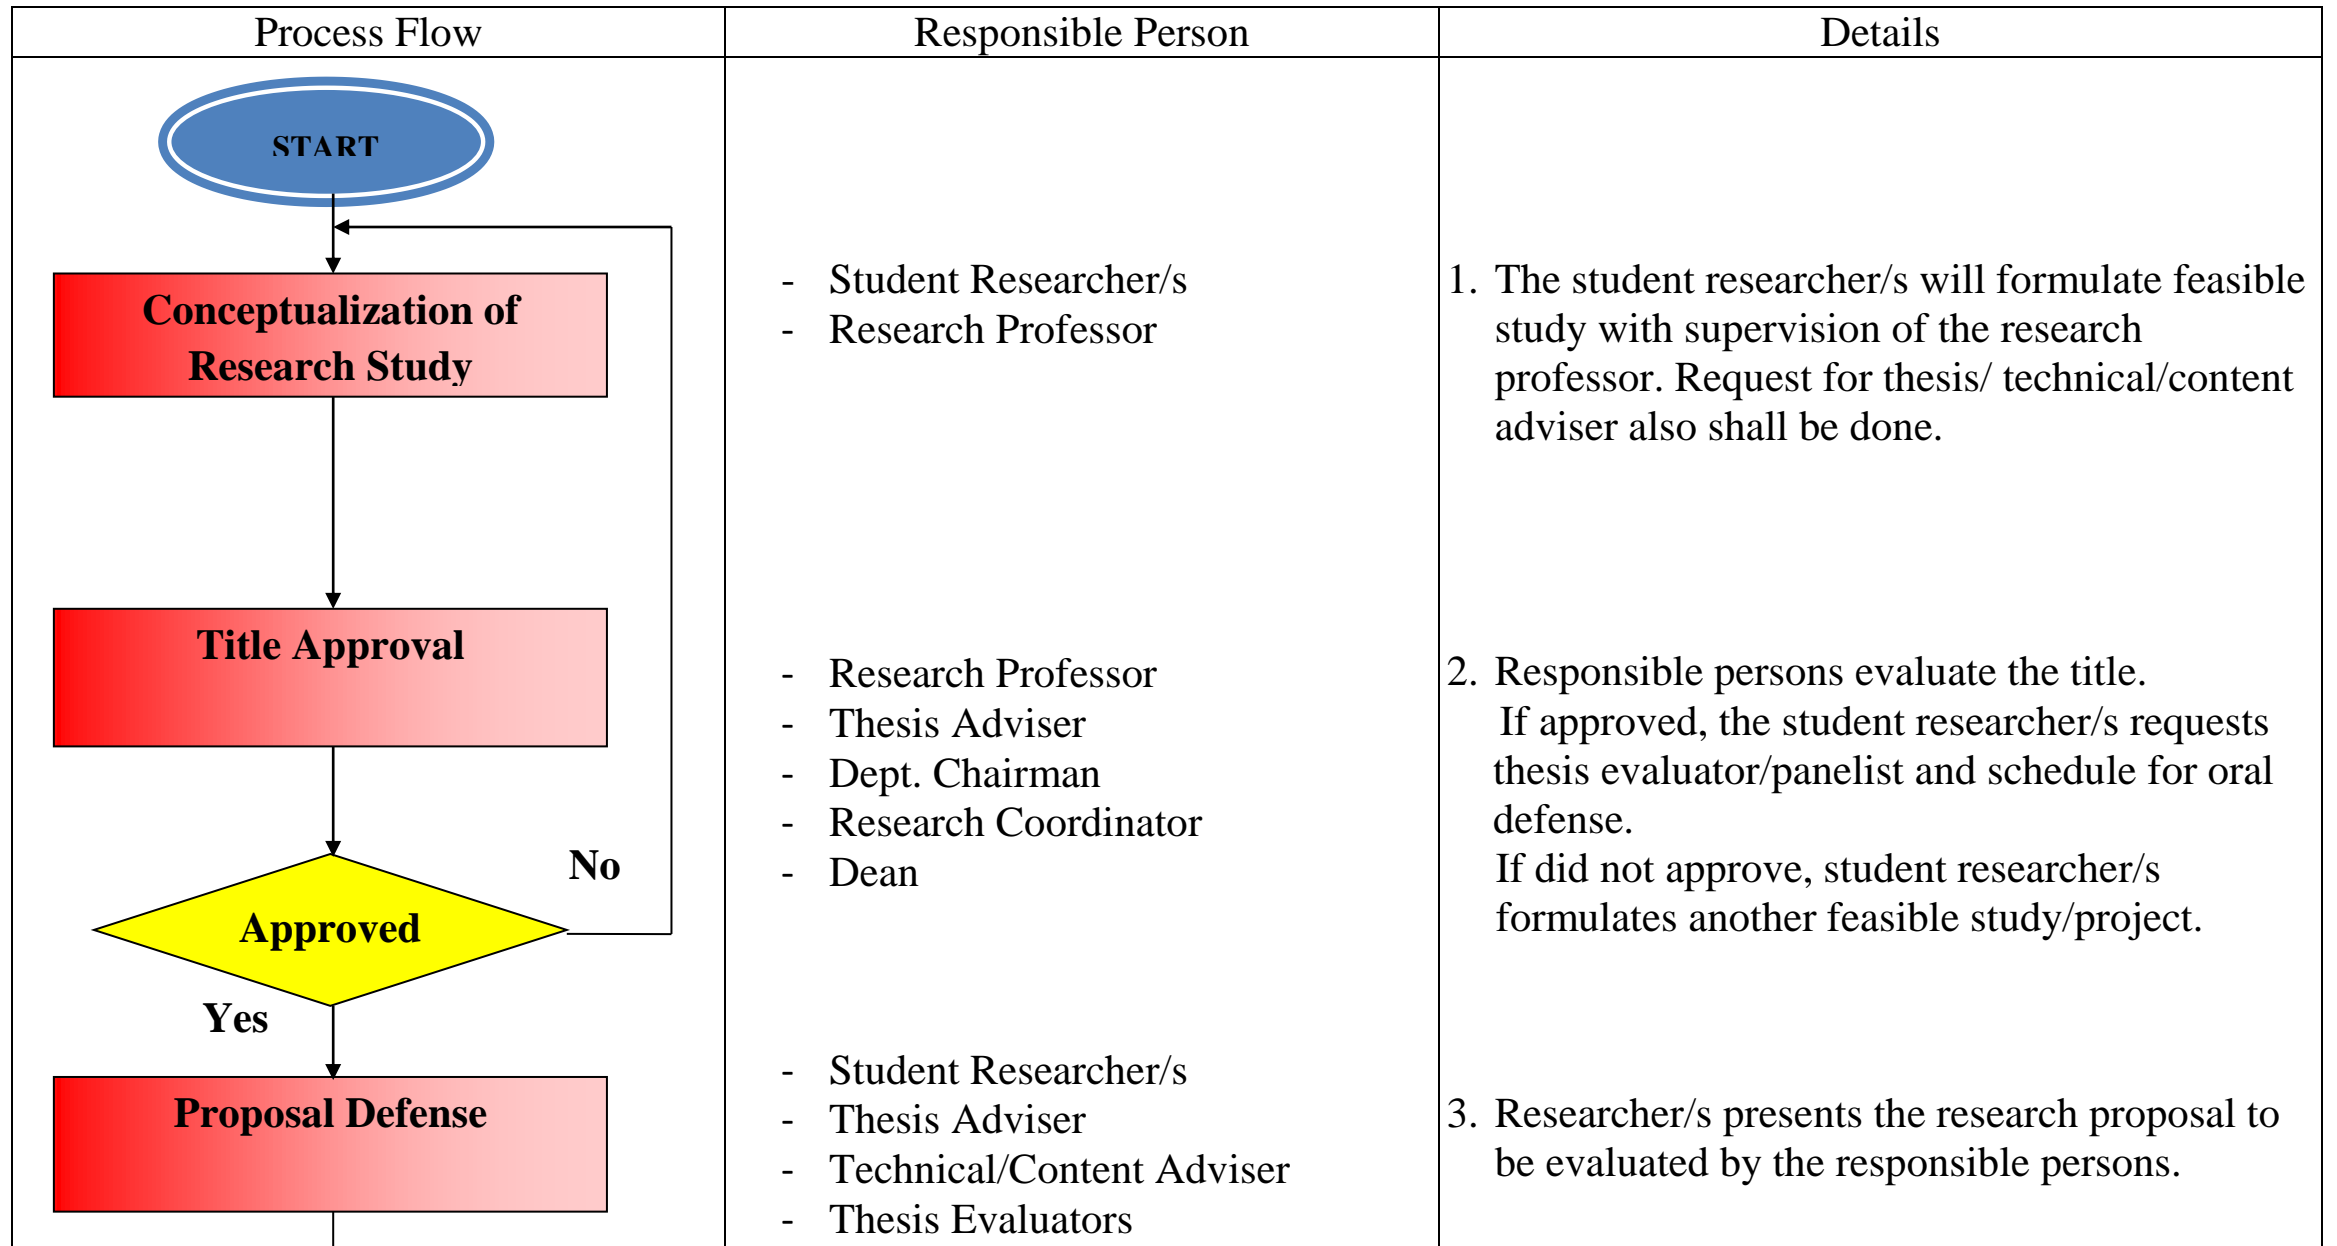 Process Flow
Responsible Person
Details
START
Conceptualization of
Research Study
- Student Researcher/s
- Research Professor
1. The student researcher/s will formulate feasible
study with supervision of the research
professor. Request for thesis/ technical/content
adviser also shall be done.
Title Approval
- Research Professor
- Thesis Adviser
- Dept. Chairman
- Research Coordinator
- Dean
2. Responsible persons evaluate the title.
If approved, the student researcher/s requests
thesis evaluator/panelist and schedule for oral
defense.
If did not approve, student researcher/s
formulates another feasible study/project.
No
Approved
Yes
Proposal Defense
- Student Researcher/s
- Thesis Adviser
- Technical/Content Adviser
- Thesis Evaluators
3. Researcher/s presents the research proposal to
be evaluated by the responsible persons.